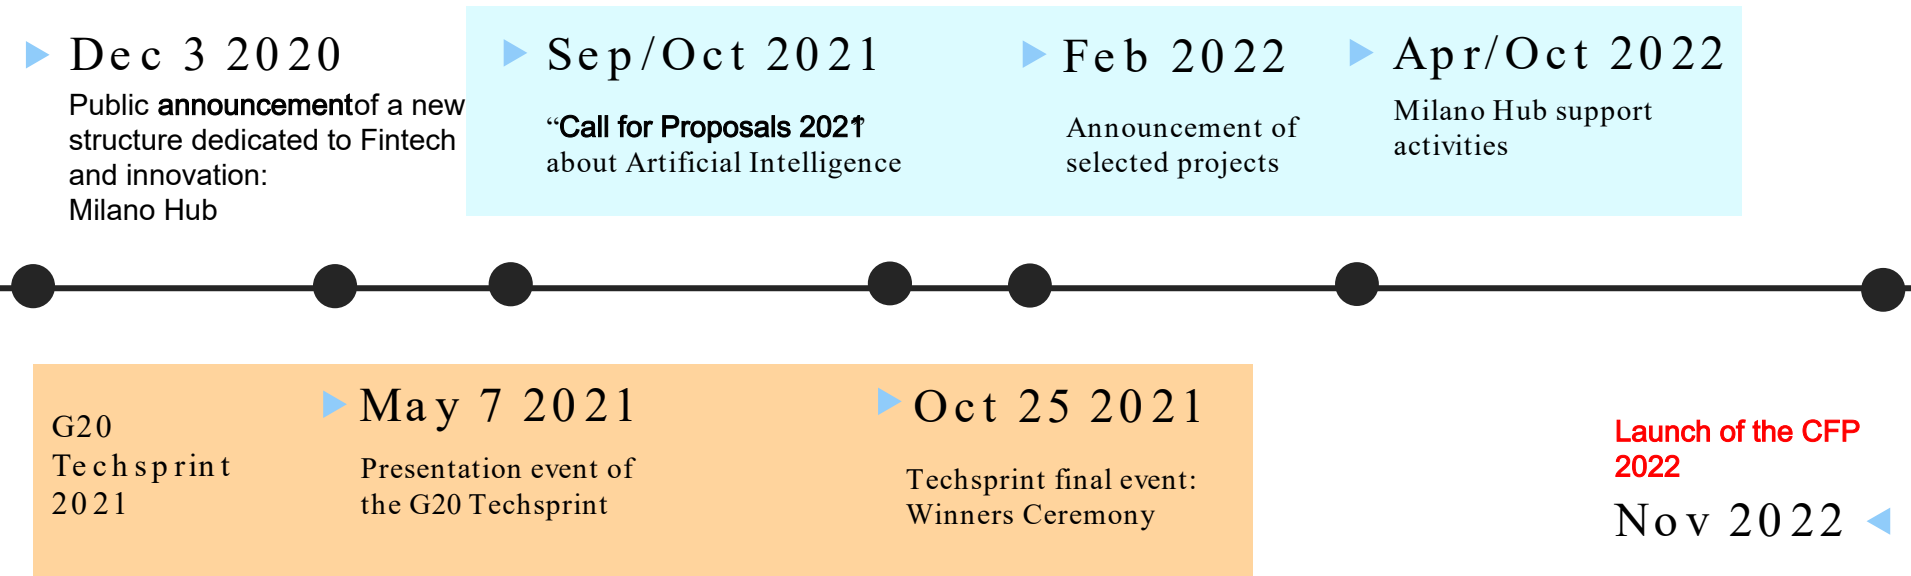 Dec 3 2020
Public announcement of a new
structure dedicated to Fintech
and innovation:
Milano Hub
Sep/Oct 2021
“Call for Proposals 2021”
about Artificial Intelligence
Feb 2022
Announcement of
selected projects
Apr/Oct 2022
Milano Hub support
activities
G20
Techsprint
2021
May 7 2021
Presentation event of
the G20 Techsprint
Oct 25 2021
Techsprint final event:
Winners Ceremony
Launch of the CFP
2022
Nov 2022